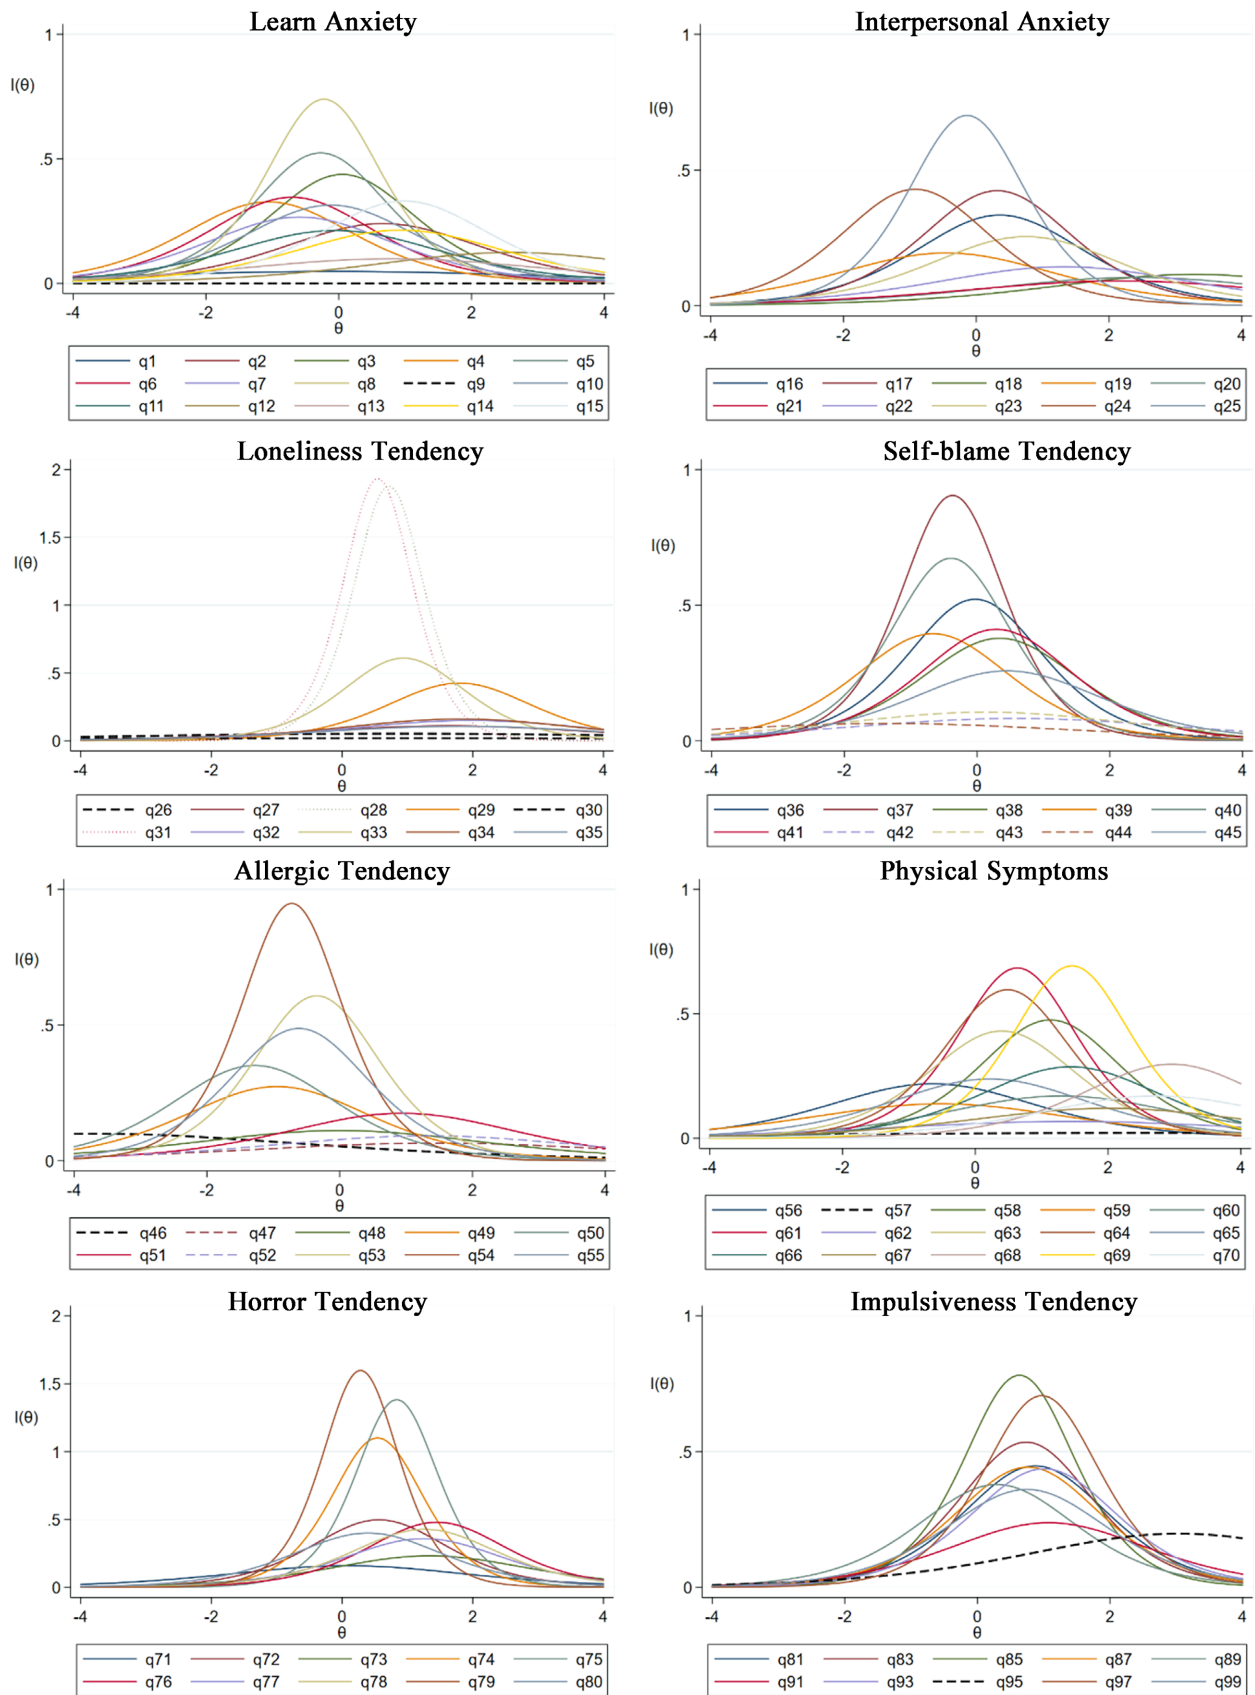 Learn Anxiety
1
I(θ)
.5
0
-4 -2 0 2 4
θ
q1 q2 q3 q4 q5
q6 q7 q8 q9 q10
q11 q12 q13 q14 q15
Interpersonal Anxiety
1
I(θ)
.5
0
-4 -2 0 2 4
θ
q16 q17 q18 q19 q20
q21 q22 q23 q24 q25
Loneliness Tendency
2
1.5
I(θ)
1
.5
0
-4 -2 0 2 4
θ
q26 q27 q28 q29 q30
q31 q32 q33 q34 q35
Self-blame Tendency
1
I(θ)
.5
0
-4 -2 0 2 4
θ
q36 q37 q38 q39 q40
q41 q42 q43 q44 q45
Allergic Tendency
1
I(θ)
.5
0
-4 -2 0 2 4
θ
q46 q47 q48 q49 q50
q51 q52 q53 q54 q55
Physical Symptoms
1
I(θ)
.5
0
-4 -2 0 2 4
θ
q56 q57 q58 q59 q60
q61 q62 q63 q64 q65
q66 q67 q68 q69 q70
Horror Tendency
2
1.5
I(θ)
1
.5
0
-4 -2 0 2 4
θ
q71 q72 q73 q74 q75
q76 q77 q78 q79 q80
Impulsiveness Tendency
1
I(θ)
.5
0
-4 -2 0 2 4
θ
q81 q83 q85 q87 q89
q91 q93 q95 q97 q99